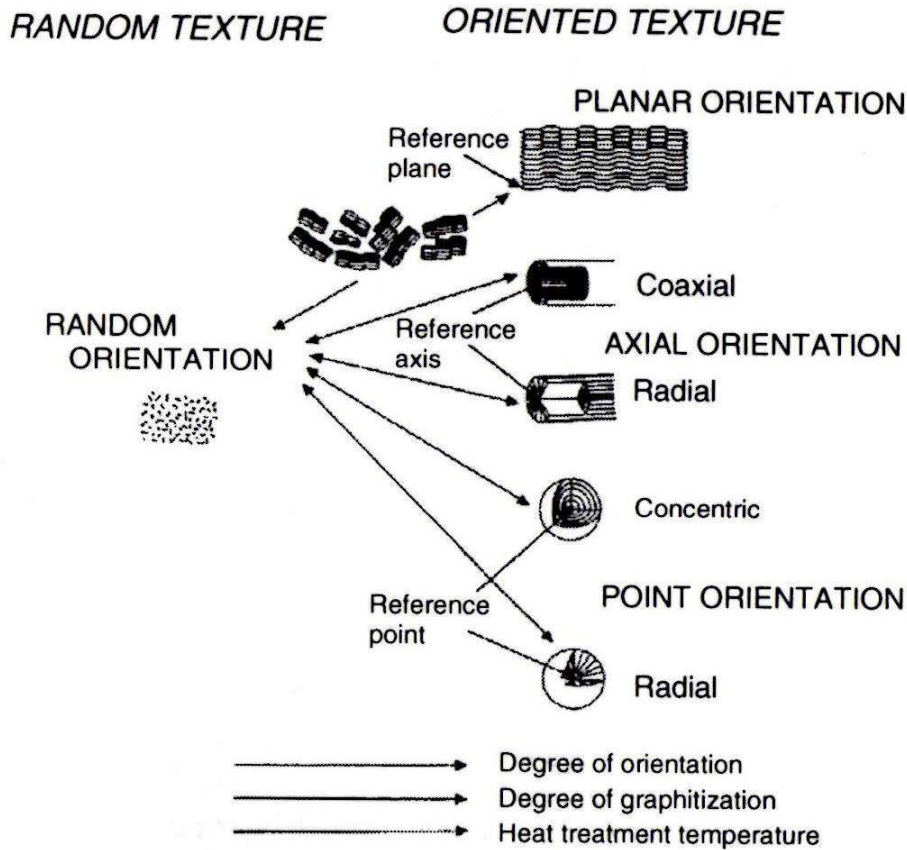 RANDOM TEXTURE
ORIENTED TEXTURE
PLANAR ORIENTATION
Reference
plane
Coaxial
RANDOM
ORIENTATION
Reference
axis
AXIAL ORIENTATION
Radial
Concentric
Reference
point
POINT ORIENTATION
Radial
Degree of orientation
Degree of graphitization
Heat treatment temperature